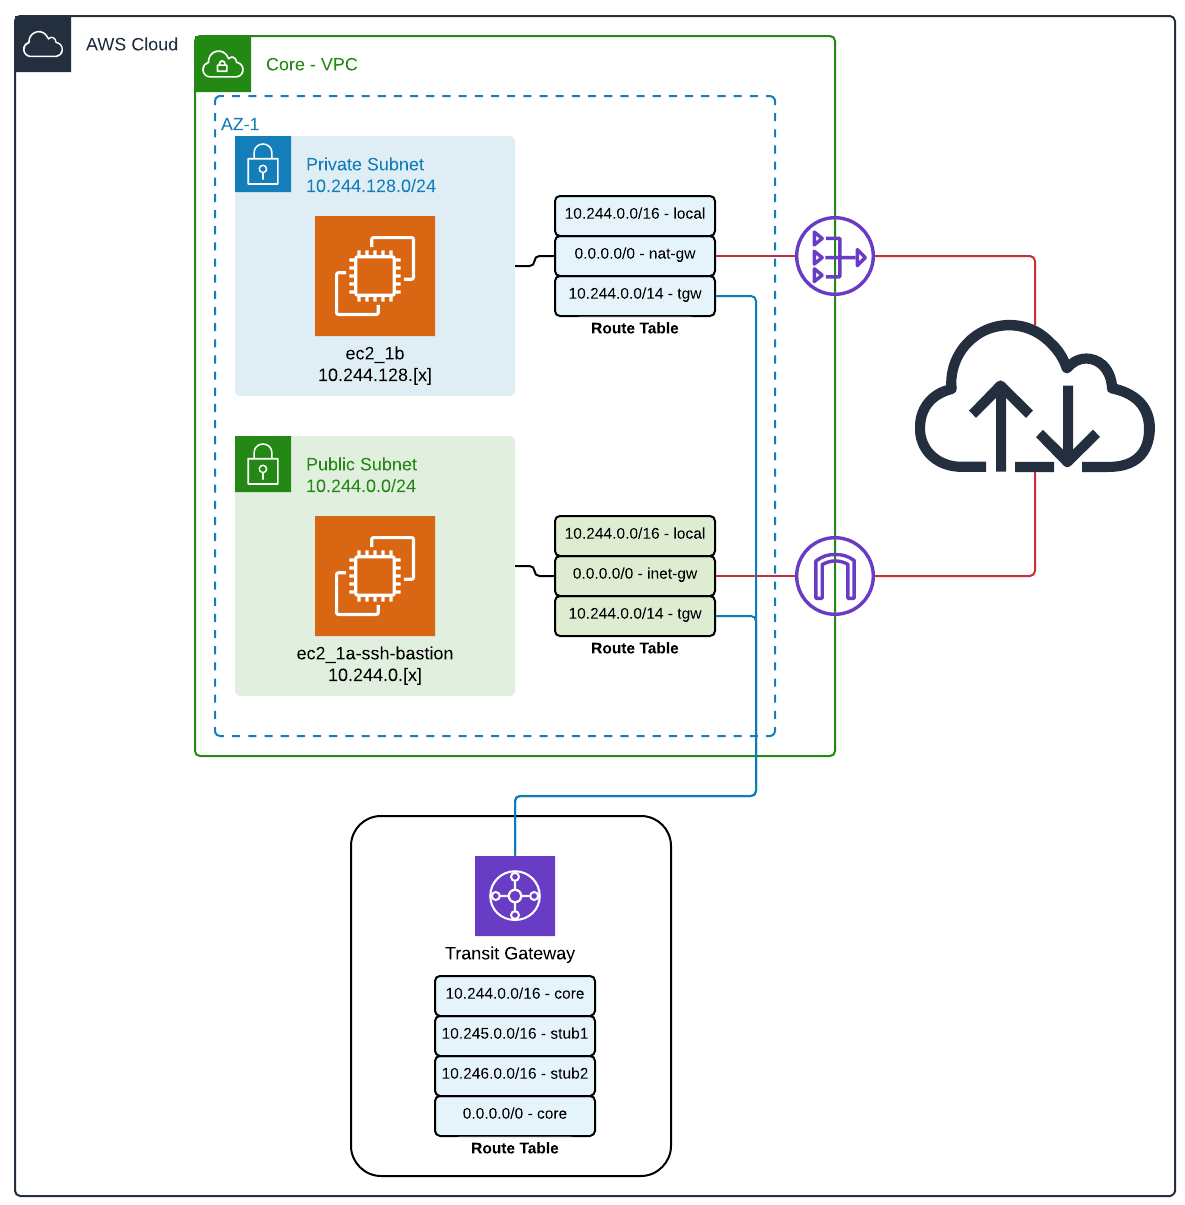 AWS Cloud
Core - VPC
AZ-1
Private Subnet
10.244.128.0/24
ec2_1b
10.244.128.[x]
10.244.0.0/16 - local
0.0.0.0/0 - nat-gw
10.244.0.0/14 - tgw
Route Table
Public Subnet
10.244.0.0/24
ec2_1a-ssh-bastion
10.244.0.[x]
10.244.0.0/16 - local
0.0.0.0/0 - inet-gw
10.244.0.0/14 - tgw
Route Table
Transit Gateway
10.244.0.0/16 - core
10.245.0.0/16 - stub1
10.246.0.0/16 - stub2
0.0.0.0/0 - core
Route Table